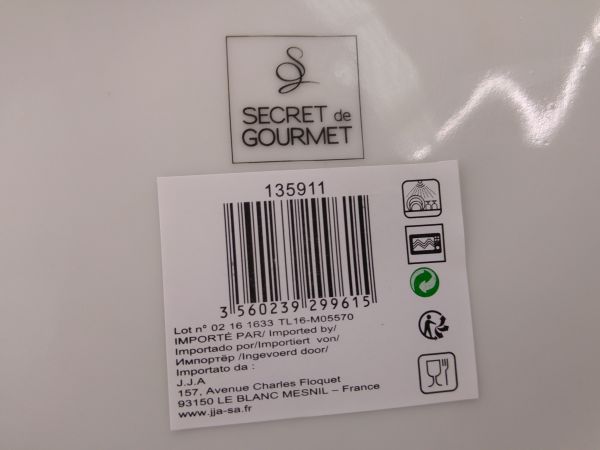 SECRET de
GOURMET
135911
3 560239 299615
Lot n° 02 16 1633 TL16-M05570
IMPORTÉ PAR/ Imported by/
Importado por/Importiert von/
Импортёр /Ingevoerd door/
Importato da :
J.J.A
157, Avenue Charles Floquet
93150 LE BLANC MESNIL – France
www.jja-sa.fr